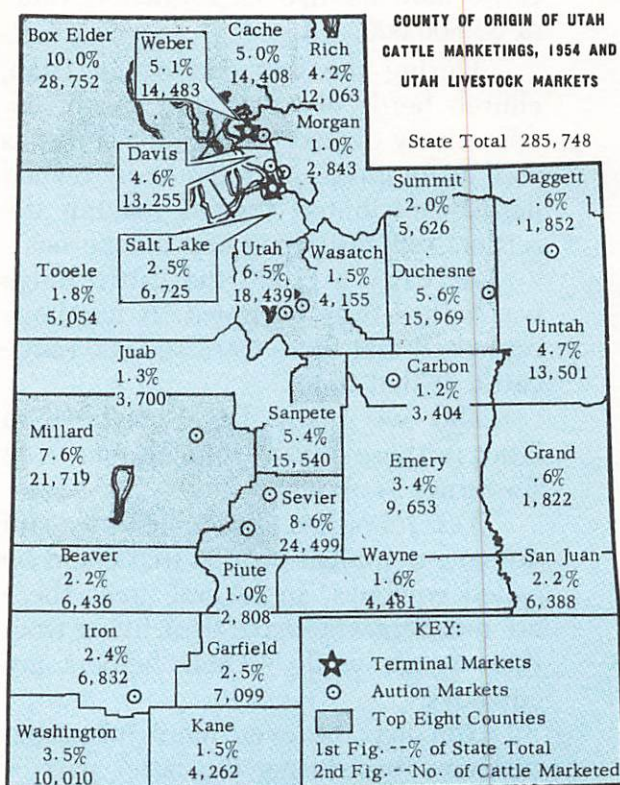 COUNTY OF ORIGIN OF UTAH
CATTLE MARKETINGS, 1954 AND
UTAH LIVESTOCK MARKETS
State Total 285,748
Box Elder
10.0%
28,752
Weber
5.1%
14,483
Cache
5.0%
14,408
Rich
4.2%
12,063
Morgan
1.0%
2,843
Davis
4.6%
13,255
Summit
2.0%
5,626
Daggett
.6%
1,852
Salt Lake
2.5%
6,725
Tooele
1.8%
5,054
Utah
6.5%
18,439
Wasatch
1.5%
4,155
Duchesne
5.6%
15,969
Uintah
4.7%
13,501
Juab
1.3%
3,700
Carbon
1.2%
3,404
Millard
7.6%
21,719
Sanpete
5.4%
15,540
Emery
3.4%
9,653
Grand
.6%
1,822
Sevier
8.6%
24,499
Beaver
2.2%
6,436
Piute
1.0%
2,808
Wayne
1.6%
4,481
San Juan
2.2%
6,388
Iron
2.4%
6,832
Garfield
2.5%
7,099
Washington
3.5%
10,010
Kane
1.5%
4,262
KEY:
Terminal Markets
Aution Markets
Top Eight Counties
1st Fig.--% of State Total
2nd Fig.--No. of Cattle Marketed